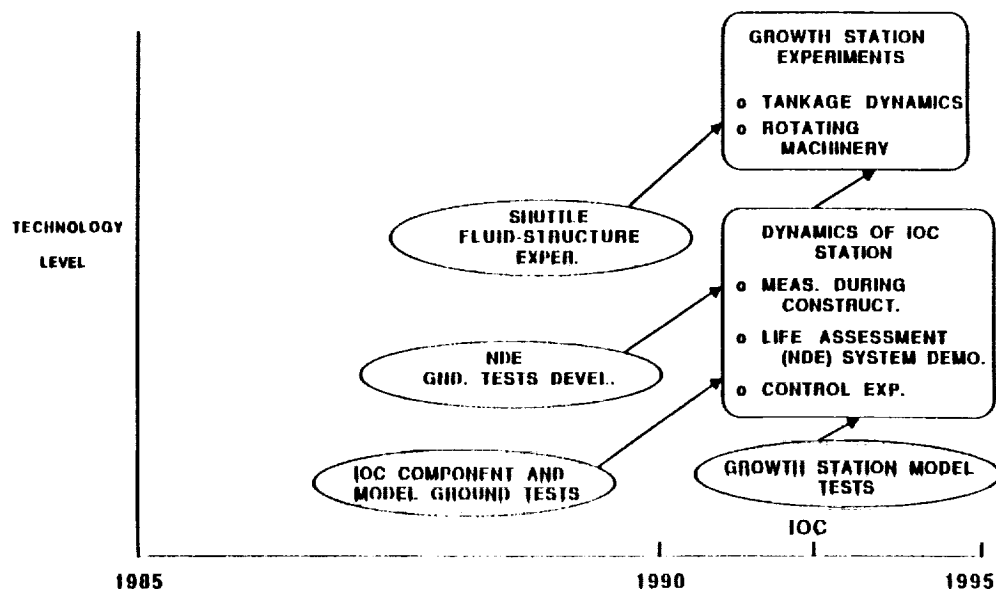 GROWTH STATION
EXPERIMENTS
o TANKAGE DYNAMICS
o ROTATING
MACHINERY
TECHNOLOGY
LEVEL
SHUTTLE
FLUID-STRUCTURE
EXPER.
DYNAMICS OF IOC
STATION
o MEAS. DURING
CONSTRUCT.
o LIFE ASSESSMENT
(NDE) SYSTEM DEMO.
o CONTROL EXP.
NDE
GND. TESTS DEVEL.
IOC COMPONENT AND
MODEL GROUND TESTS
GROWTH STATION MODEL
TESTS
IOC
1985
1990
1995